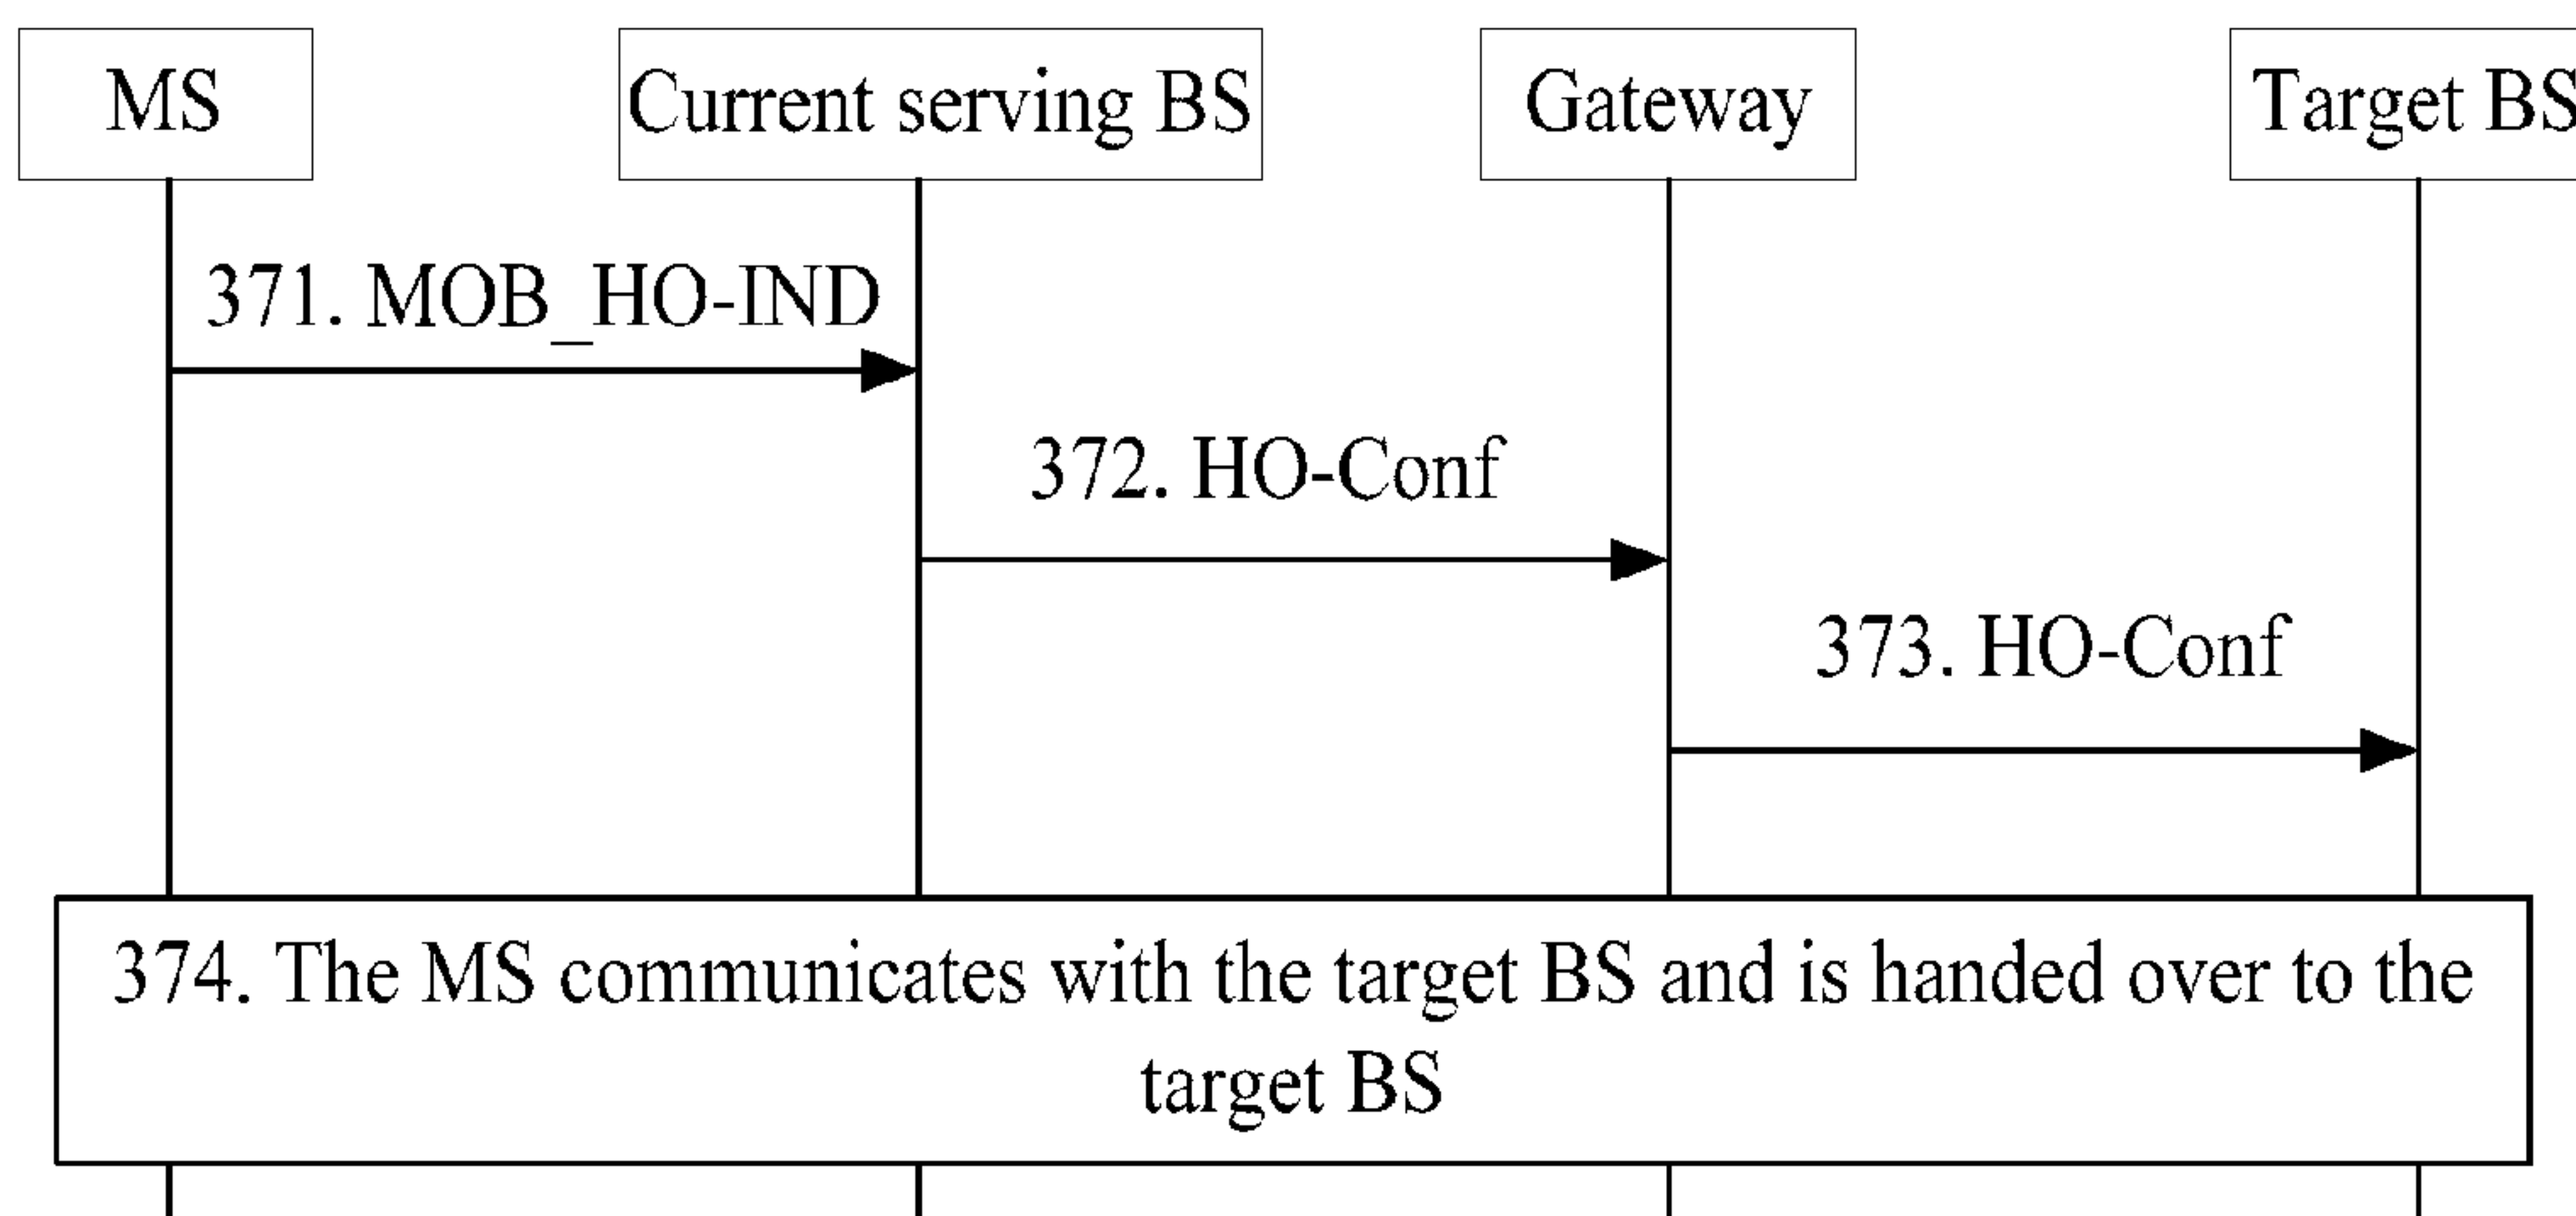 MS
Current serving BS
Gateway
Target BS
371. MOB_HO-IND
372. HO-Conf
373. HO-Conf
374. The MS communicates with the target BS and is handed over to the
target BS